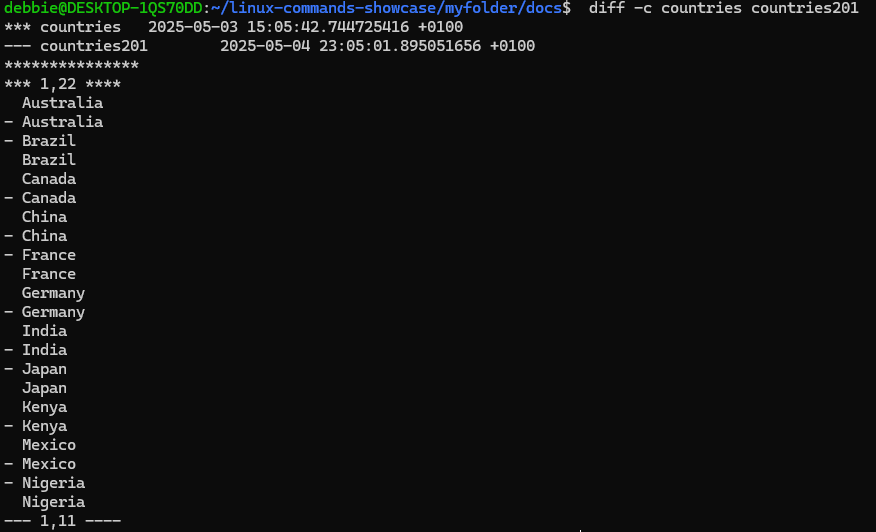 debbie@DESKTOP-1QS70DD:~/linux-commands-showcase/myfolder/docs$  diff -c countries countries201
*** countries   2025-05-03 15:05:42.744725416 +0100
--- countries201        2025-05-04 23:05:01.895051656 +0100
***************
*** 1,22 ****
  Australia
- Australia
- Brazil
  Brazil
  Canada
- Canada
  China
- China
- France
  France
  Germany
- Germany
  India
- India
- Japan
  Japan
  Kenya
- Kenya
  Mexico
- Mexico
- Nigeria
  Nigeria
--- 1,11 ----